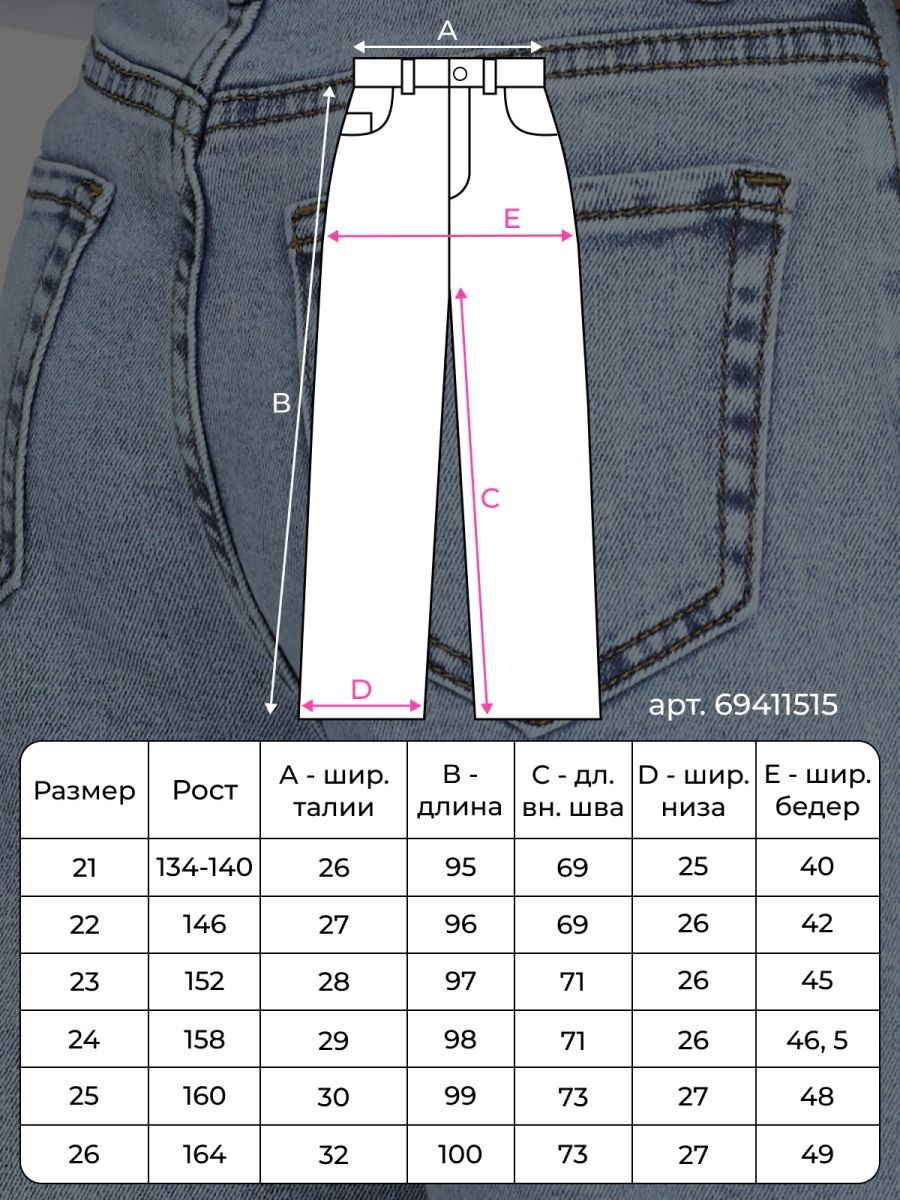 A
E
B
C
D
арт. 69411515
Размер Рост A - шир. талии B - длина C - дл. вн. шва D - шир. низа E - шир. бедер
21 134-140 26 95 69 25 40
22 146 27 96 69 26 42
23 152 28 97 71 26 45
24 158 29 98 71 26 46, 5
25 160 30 99 73 27 48
26 164 32 100 73 27 49